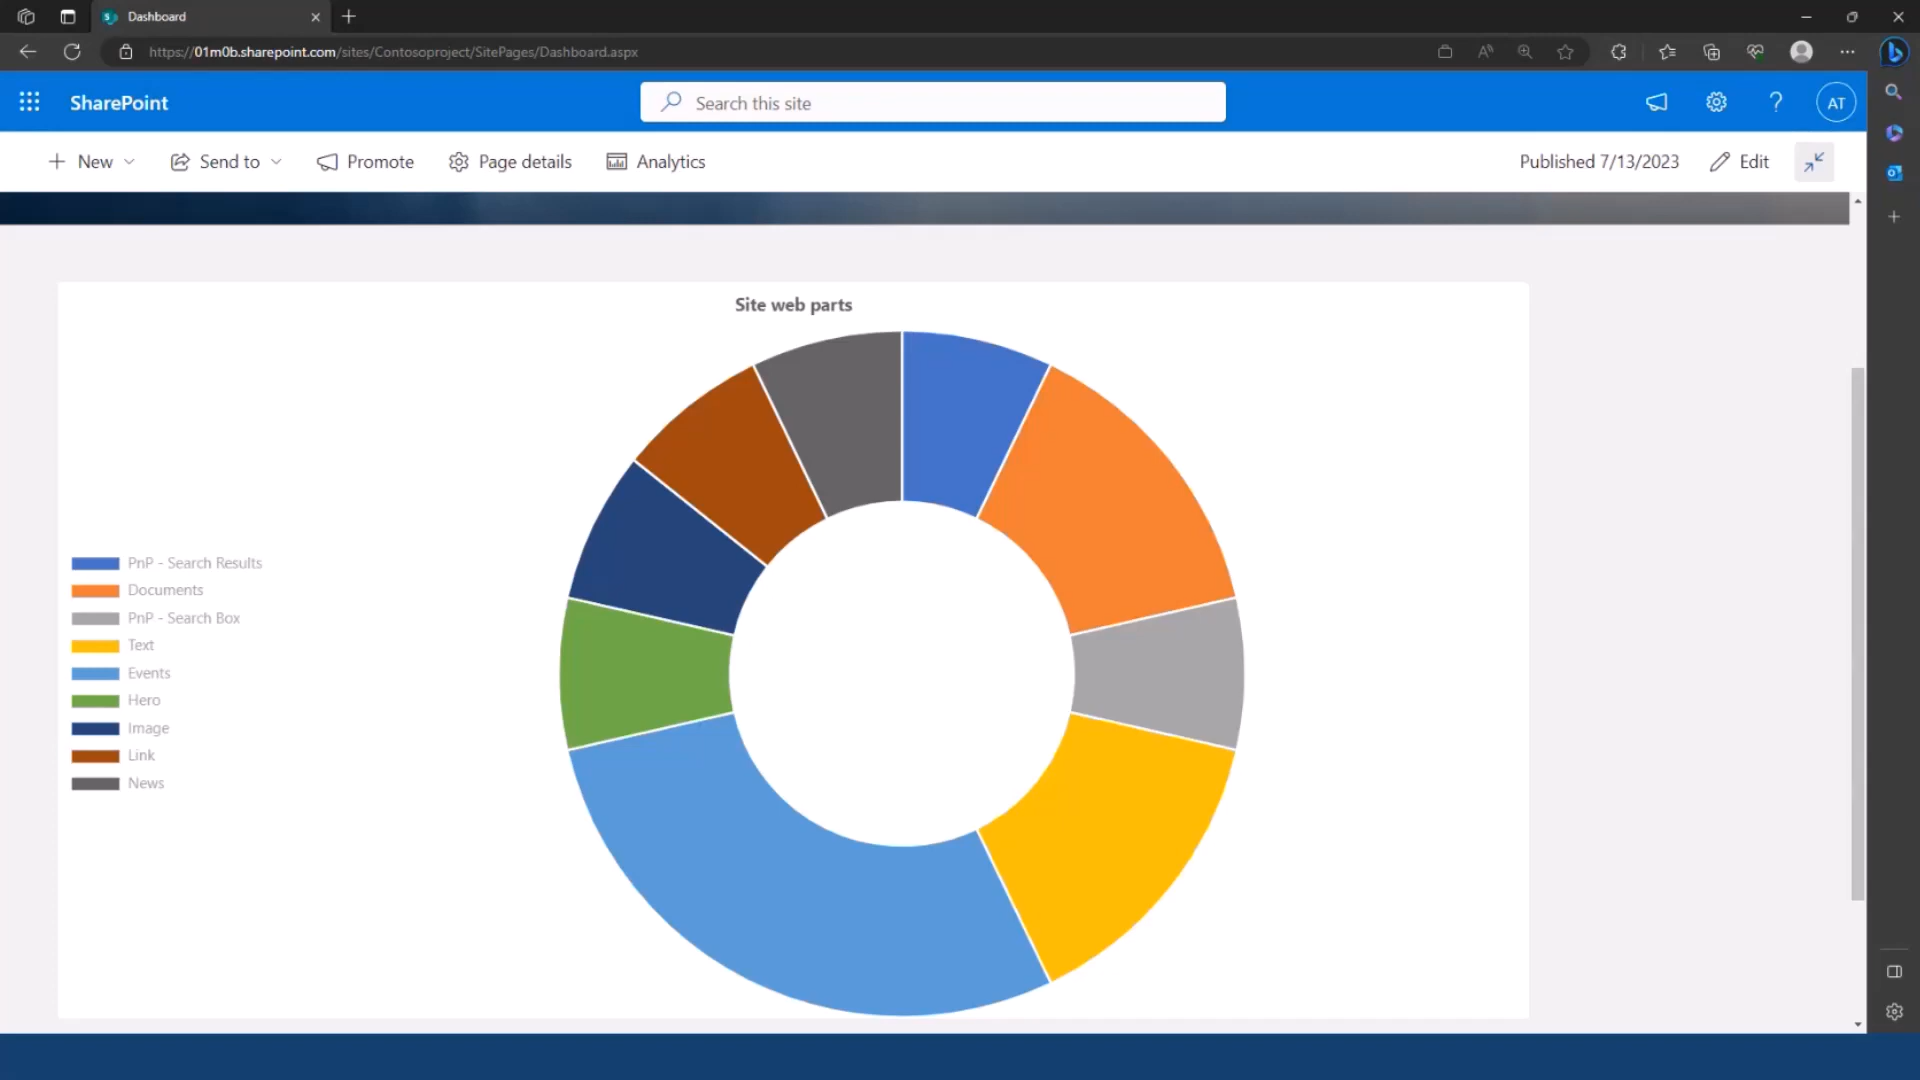 Dashboard
https://01m0b.sharepoint.com/sites/Contosoproject/SitePages/Dashboard.aspx
SharePoint
Search this site
AT
New
Send to
Promote
Page details
Analytics
Published 7/13/2023
Edit
Site web parts
PnP - Search Results
Documents
PnP - Search Box
Text
Events
Hero
Image
Link
News